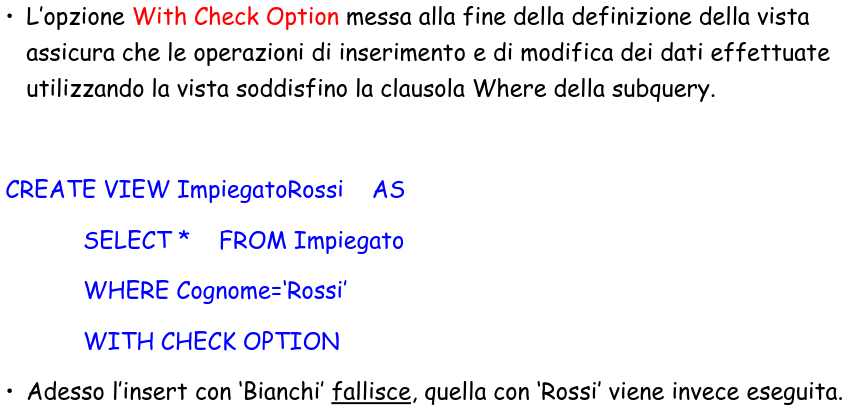 • L'opzione With Check Option messa alla fine della definizione della vista
assicura che le operazioni di inserimento e di modifica dei dati effettuate
utilizzando la vista soddisfino la clausola Where della subquery.
CREATE VIEW ImpiegatoRossi AS
SELECT * FROM Impiegato
WHERE Cognome=‘Rossi’
WITH CHECK OPTION
• Adesso l'insert con ‘Bianchi’ fallisce, quella con ‘Rossi’ viene invece eseguita.